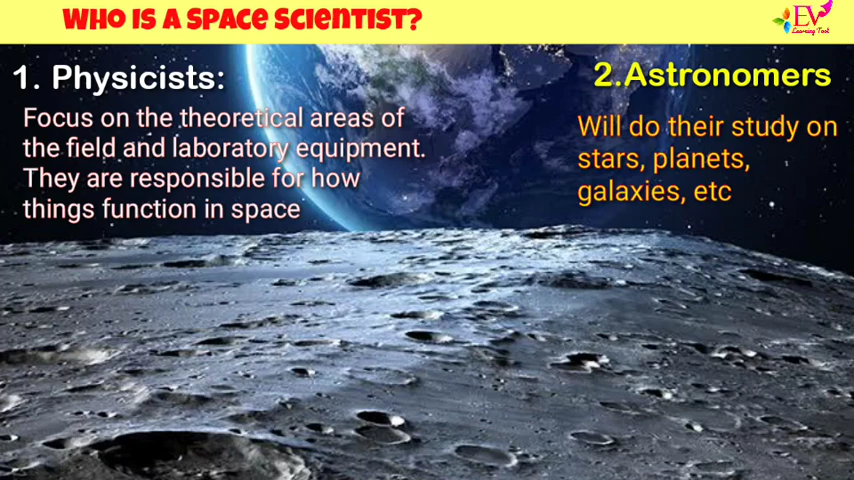 WHO IS A SPACE SCIENTIST?
EV
Learning Tool
1. Physicists:
Focus on the theoretical areas of
the field and laboratory equipment.
They are responsible for how
things function in space
2.Astronomers
Will do their study on
stars, planets,
galaxies, etc